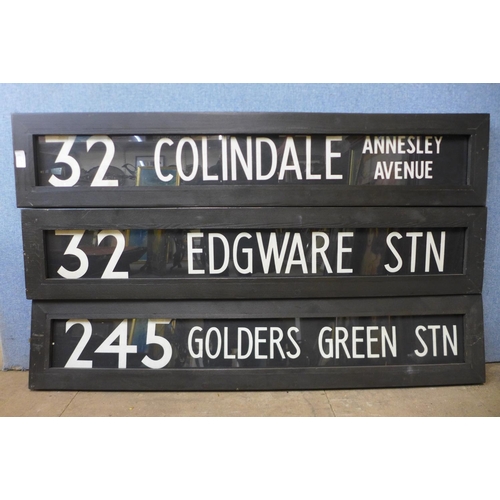 32 COLINDALE ANNESLEY AVENUE
32 EDGWARE STN
245 GOLDERS GREEN STN